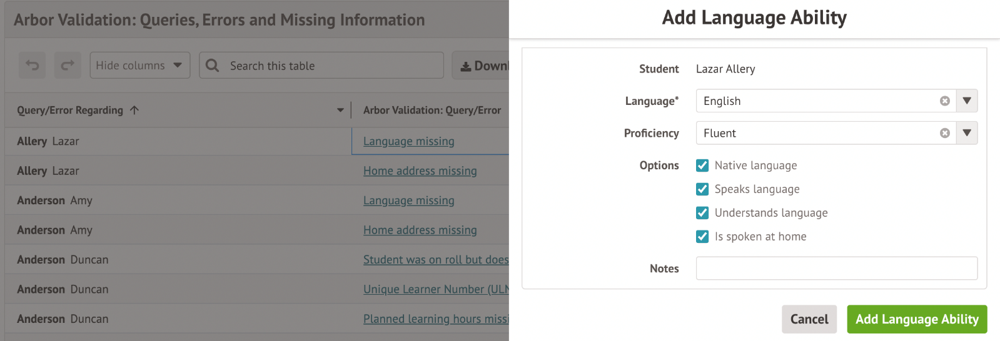 Arbor Validation: Queries, Errors and Missing Information
Hide columns
Search this table
Query/Error Regarding
Arbor Validation: Query/Error
Allery Lazar
Language missing
Allery Lazar
Home address missing
Anderson Amy
Language missing
Anderson Amy
Home address missing
Anderson Duncan
Student was on roll but does
Anderson Duncan
Unique Learner Number
Anderson Duncan
Planned learning hours
Add Language Ability
Student Lazar Allery
Language* English
Proficiency Fluent
Options Native language
Speaks language
Understands language
Is spoken at home
Notes
Cancel
Add Language Ability